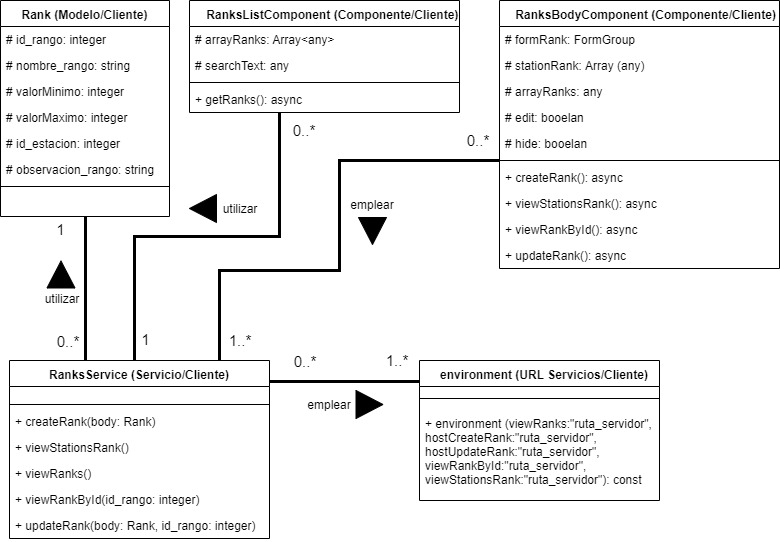 Rank (Modelo/Cliente)
# id_rango: integer
# nombre_rango: string
# valorMinimo: integer
# valorMaximo: integer
# id_estacion: integer
# observacion_rango: string
RanksListComponent (Componente/Cliente)
# arrayRanks: Array<any>
# searchText: any
+ getRanks(): async
RanksBodyComponent (Componente/Cliente)
# formRank: FormGroup
# stationRank: Array (any)
# arrayRanks: any
# edit: booelan
# hide: booelan
+ createRank(): async
+ viewStationsRank(): async
+ viewRankById(): async
+ updateRank(): async
0..*
0..*
utilizar
emplear
1
utilizar
0..*
1
1..*
RanksService (Servicio/Cliente)
+ createRank(body: Rank)
+ viewStationsRank()
+ viewRanks()
+ viewRankById(id_rango: integer)
+ updateRank(body: Rank, id_rango: integer)
0..*
1..*
emplear
environment (URL Servicios/Cliente)
+ environment (viewRanks:"ruta_servidor",
hostCreateRank:"ruta_servidor",
hostUpdateRank:"ruta_servidor",
viewRankById:"ruta_servidor",
viewStationsRank:"ruta_servidor"): const